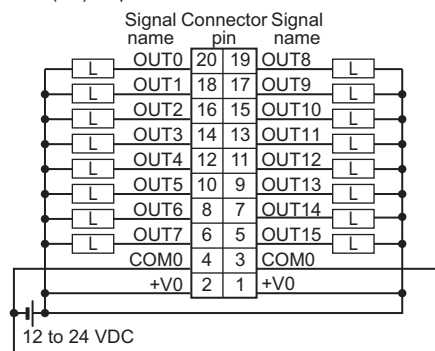 Signal Connector Signal
name pin name
OUT0 20 19 OUT8
L L
OUT1 18 17 OUT9
L L
OUT2 16 15 OUT10
L L
OUT3 14 13 OUT11
L L
OUT4 12 11 OUT12
L L
OUT5 10 9 OUT13
L L
OUT6 8 7 OUT14
L L
OUT7 6 5 OUT15
L L
COM0 4 3 COM0
+V0 2 1 +V0
12 to 24 VDC